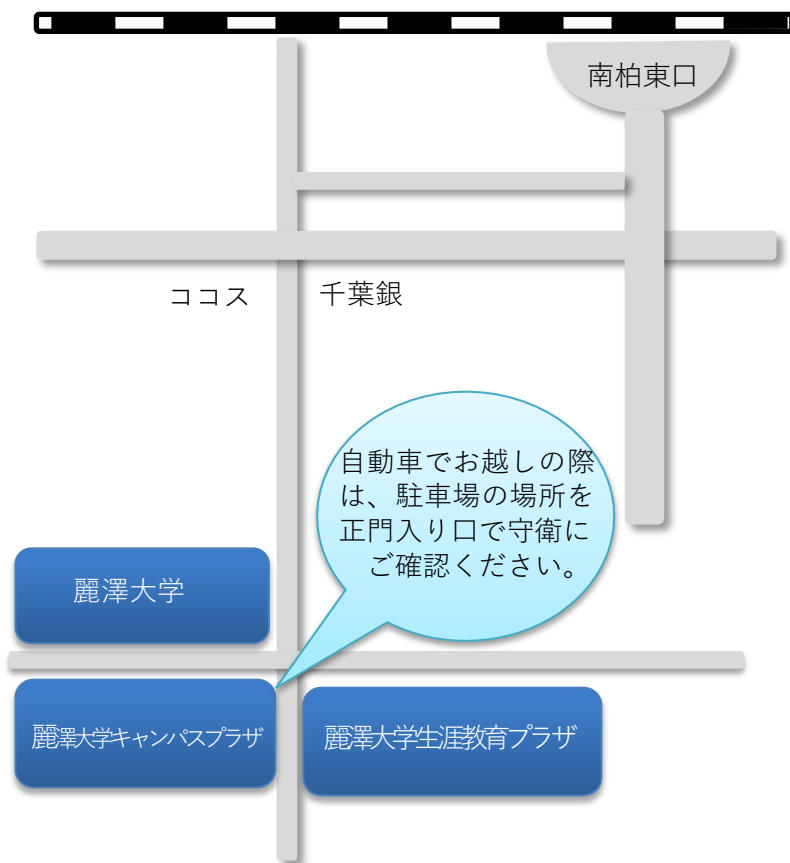 南柏東口
ココス
千葉銀
自動車でお越しの際
は、駐車場の場所を
正門入り口で守衛に
ご確認ください。
麗澤大学
麗澤大学キャンパスプラザ
麗澤大学生涯教育プラザ